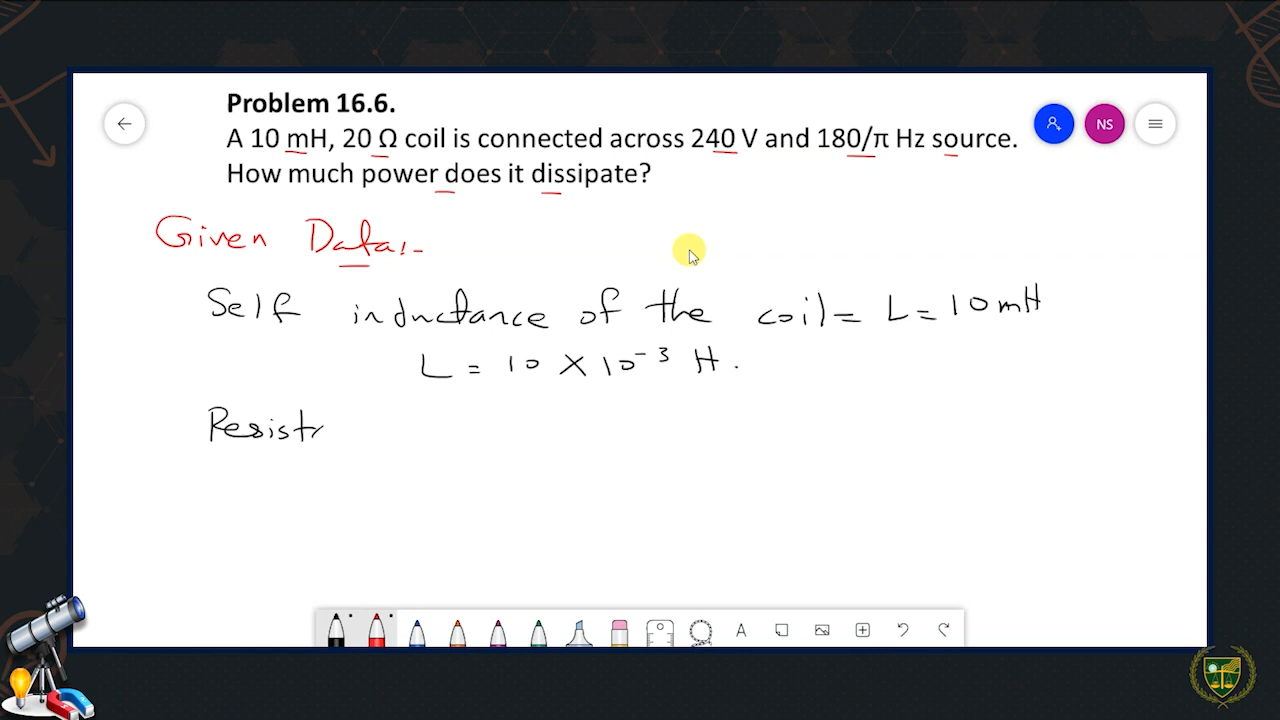 Problem 16.6.
A 10 mH, 20 Ω coil is connected across 240 V and 180/π Hz source.
How much power does it dissipate?
NS
Given Data:-
Self inductance of the coil = L = 10 mH
L = 10 × 10⁻³ H.
Resistr
A